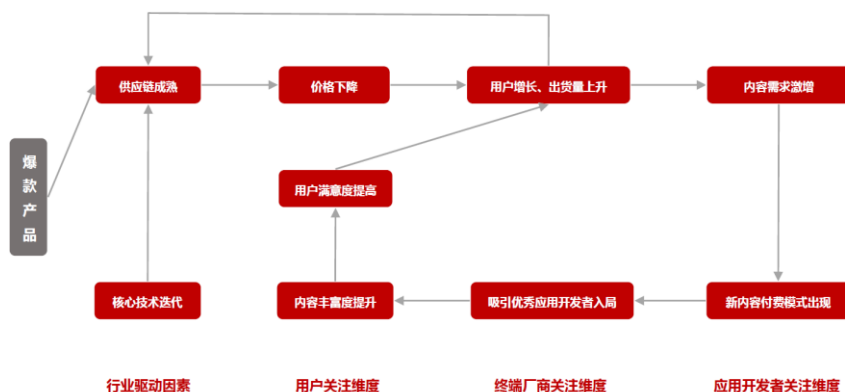 供应链成熟
价格下降
用户增长、出货量上升
内容需求激增
爆款产品
用户满意度提高
核心技术迭代
内容丰富度提升
吸引优秀应用开发者入局
新内容付费模式出现
行业驱动因素
用户关注维度
终端厂商关注维度
应用开发者关注维度